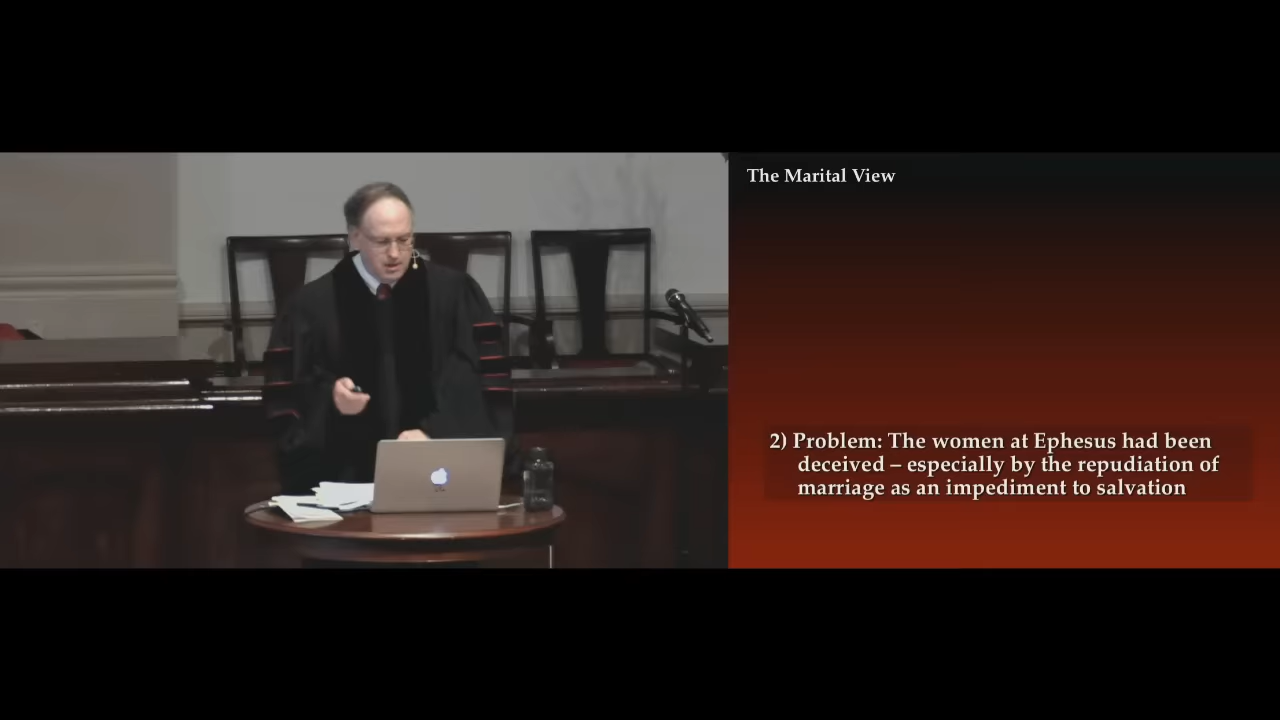 The Marital View
2) Problem: The women at Ephesus had been
deceived – especially by the repudiation of
marriage as an impediment to salvation